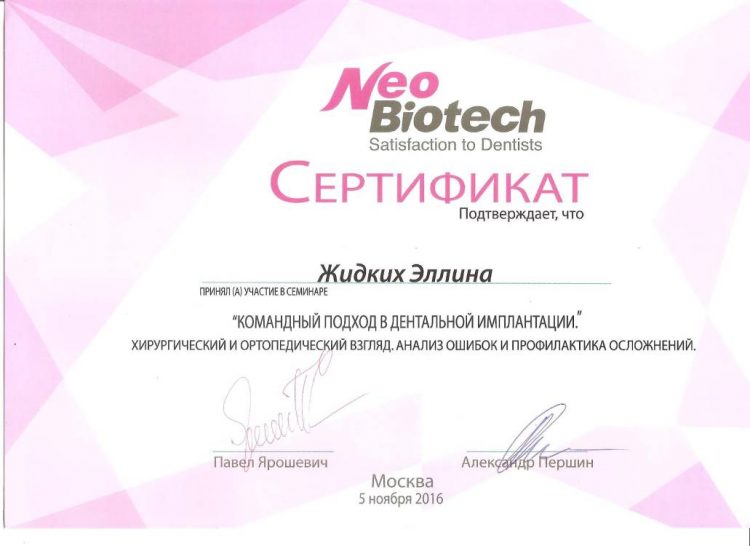 Neo
Biotech
Satisfaction to Dentists
СЕРТИФИКАТ
Подтверждает, что
Жидких Эллина
ПРИНЯЛ (А) УЧАСТИЕ В СЕМИНАРЕ
“КОМАНДНЫЙ ПОДХОД В ДЕНТАЛЬНОЙ ИМПЛАНТАЦИИ.”
ХИРУРГИЧЕСКИЙ И ОРТОПЕДИЧЕСКИЙ ВЗГЛЯД. АНАЛИЗ ОШИБОК И ПРОФИЛАКТИКА ОСЛОЖНЕНИЙ.
Павел Ярошевич Александр Першин
Москва
5 ноября 2016